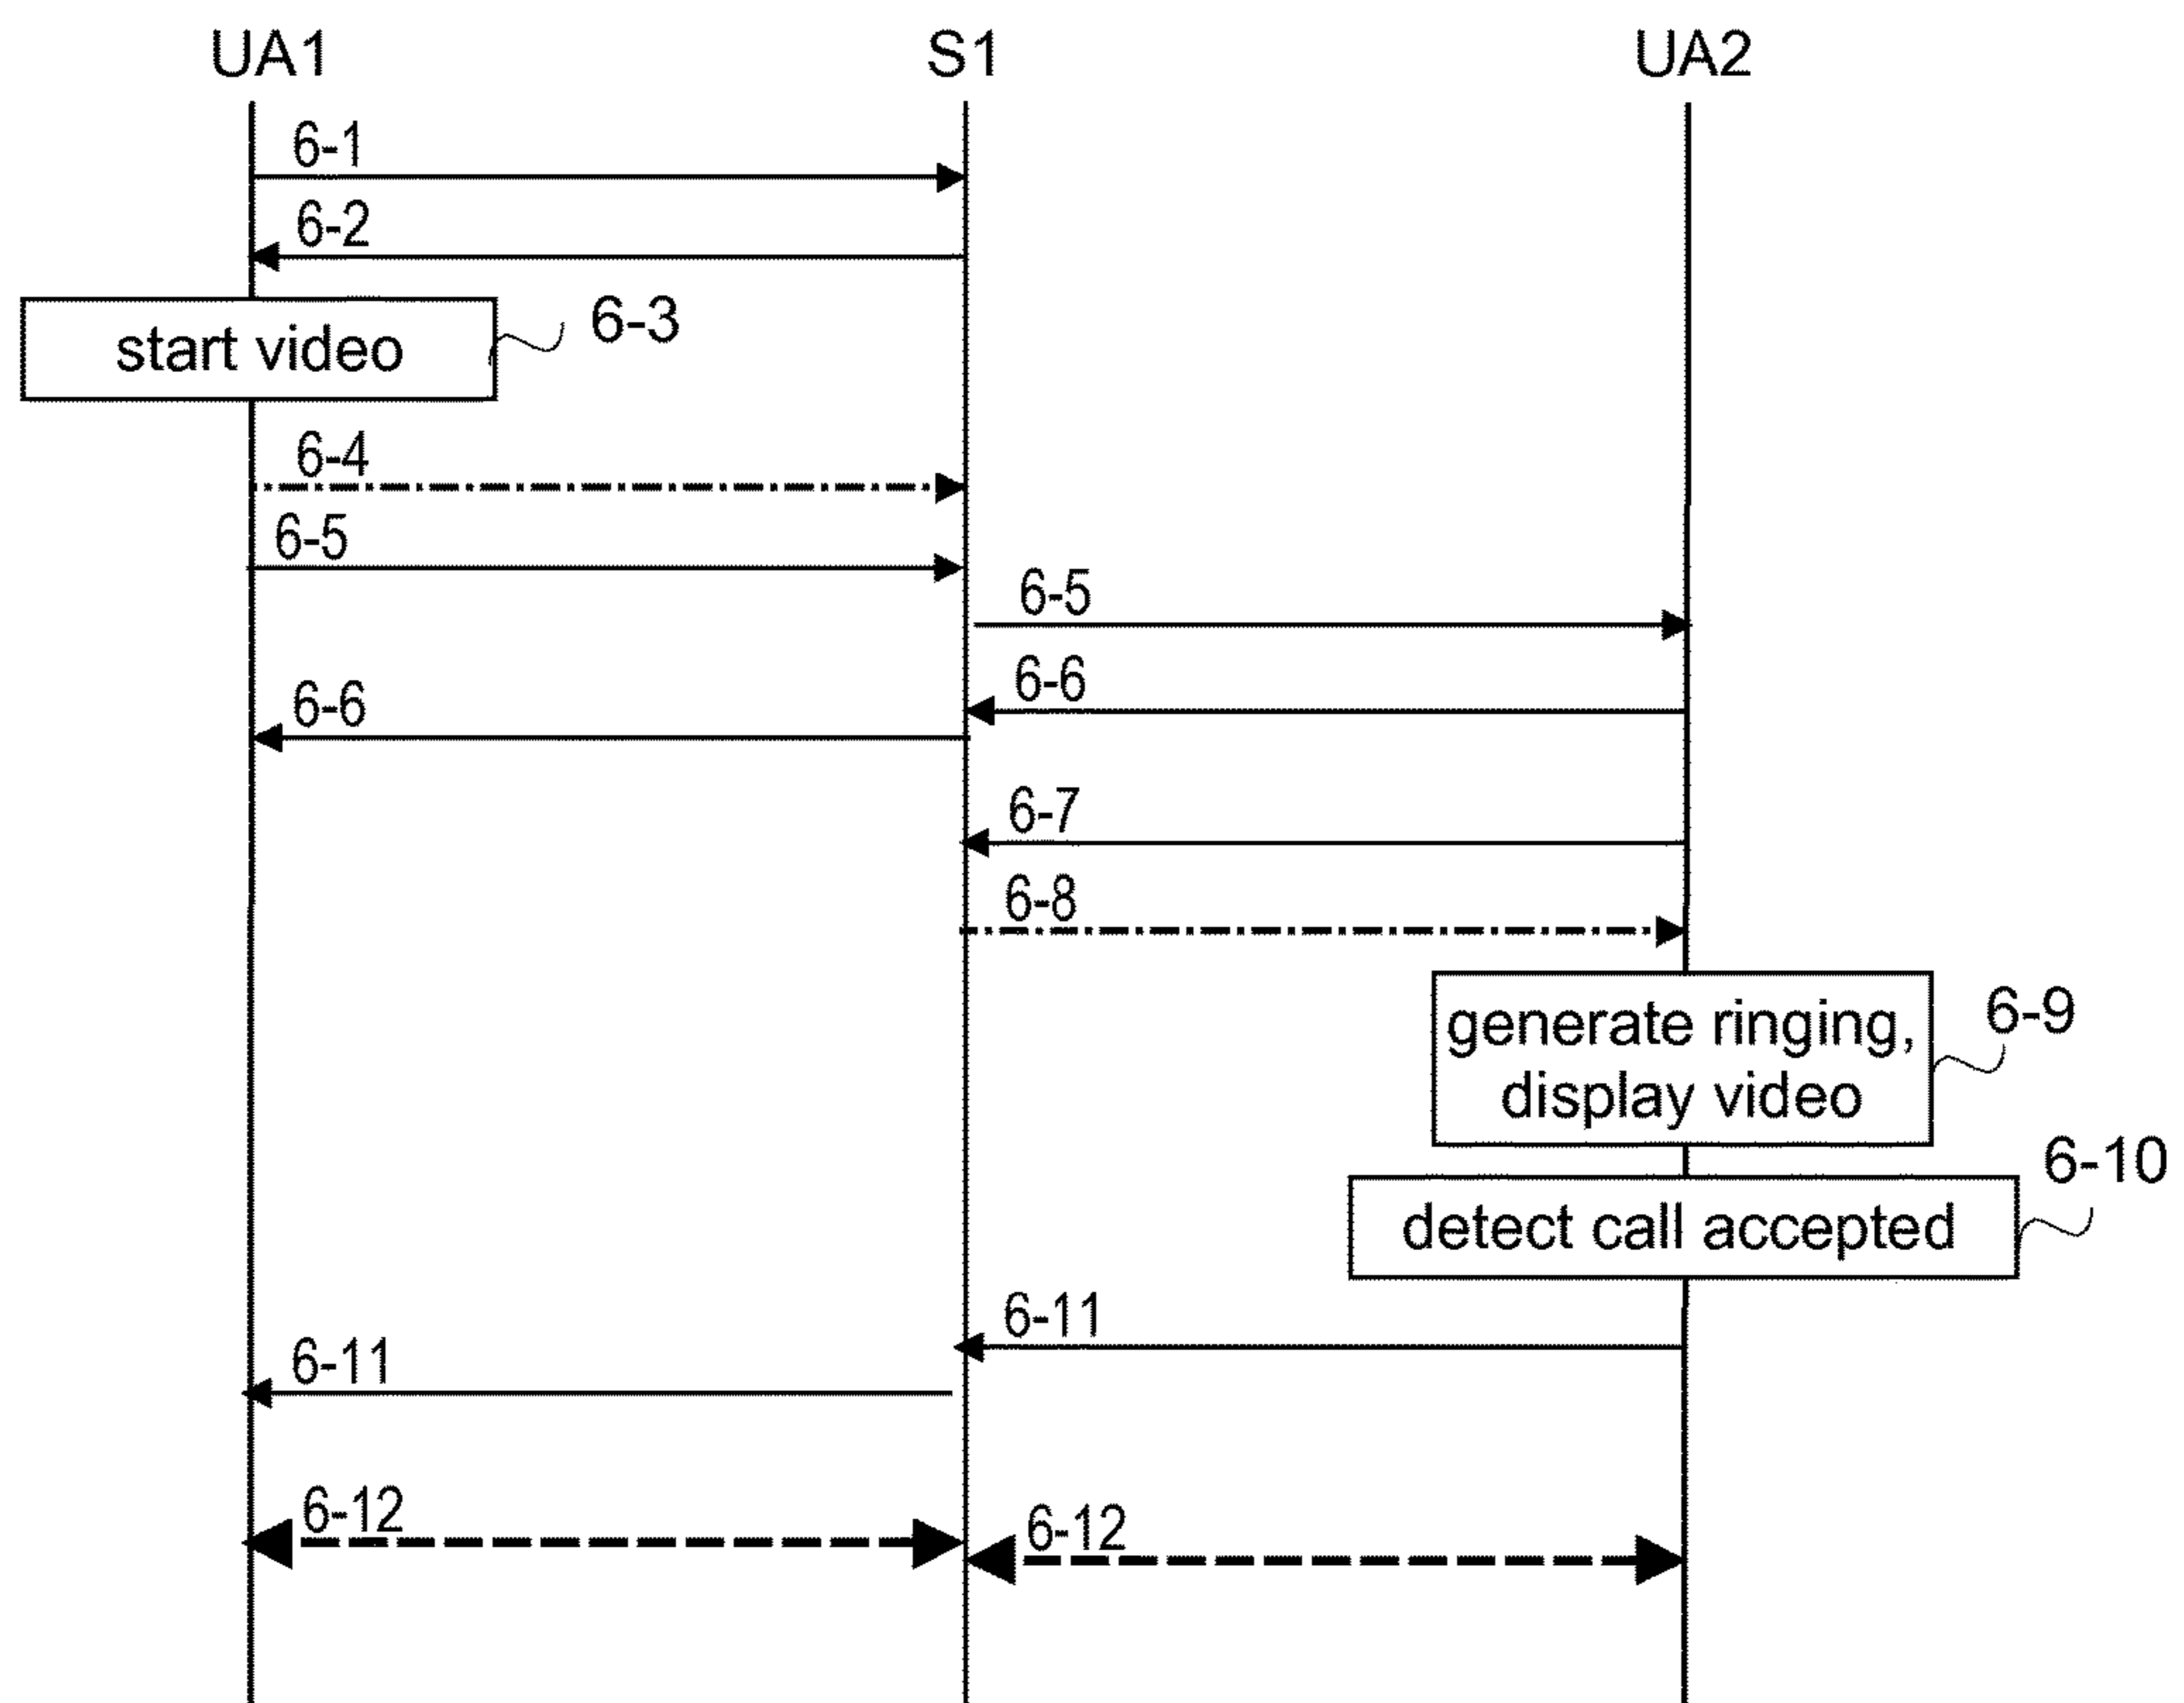 UA1
S1
UA2
6-1
6-2
start video
6-3
6-4
6-5
6-5
6-6
6-6
6-7
6-8
generate ringing,
display video
6-9
6-10
detect call accepted
6-11
6-11
6-12
6-12